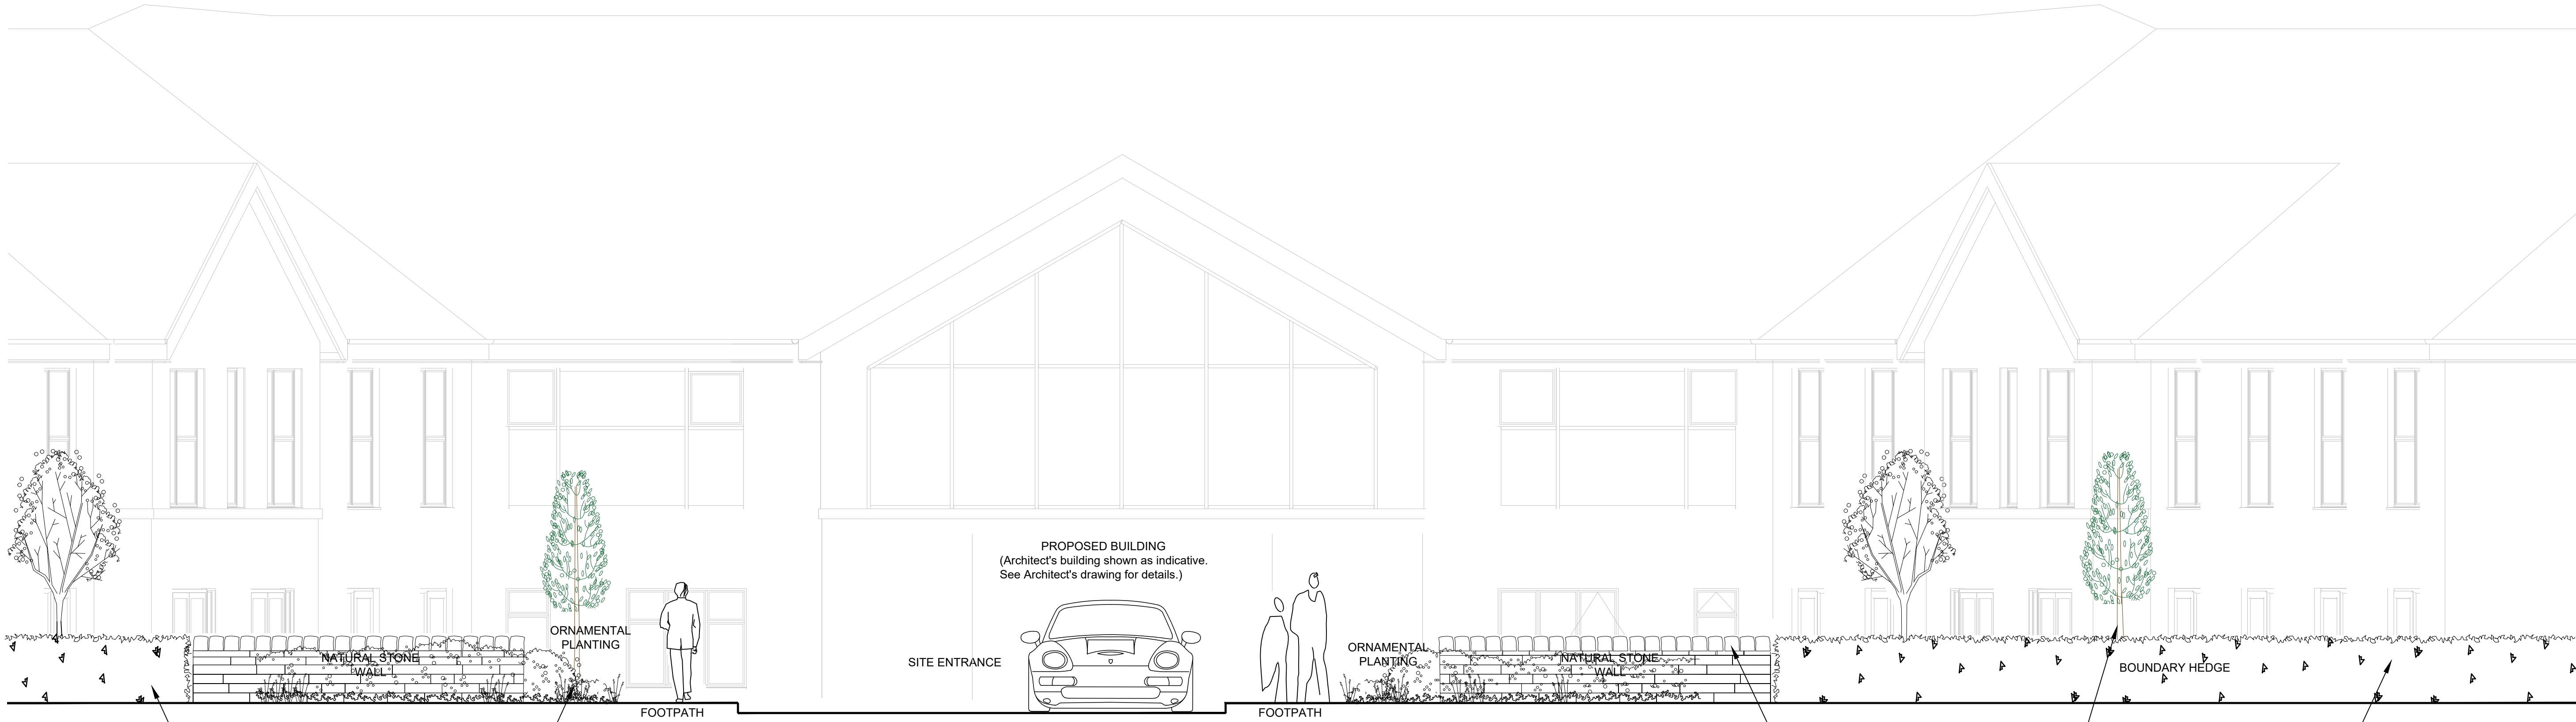 PROPOSED BUILDING
(Architect's building shown as indicative.
See Architect's drawing for details.)
ORNAMENTAL
PLANTING
NATURAL STONE
WALL
SITE ENTRANCE
ORNAMENTAL
PLANTING
NATURAL STONE
WALL
BOUNDARY HEDGE
FOOTPATH
FOOTPATH